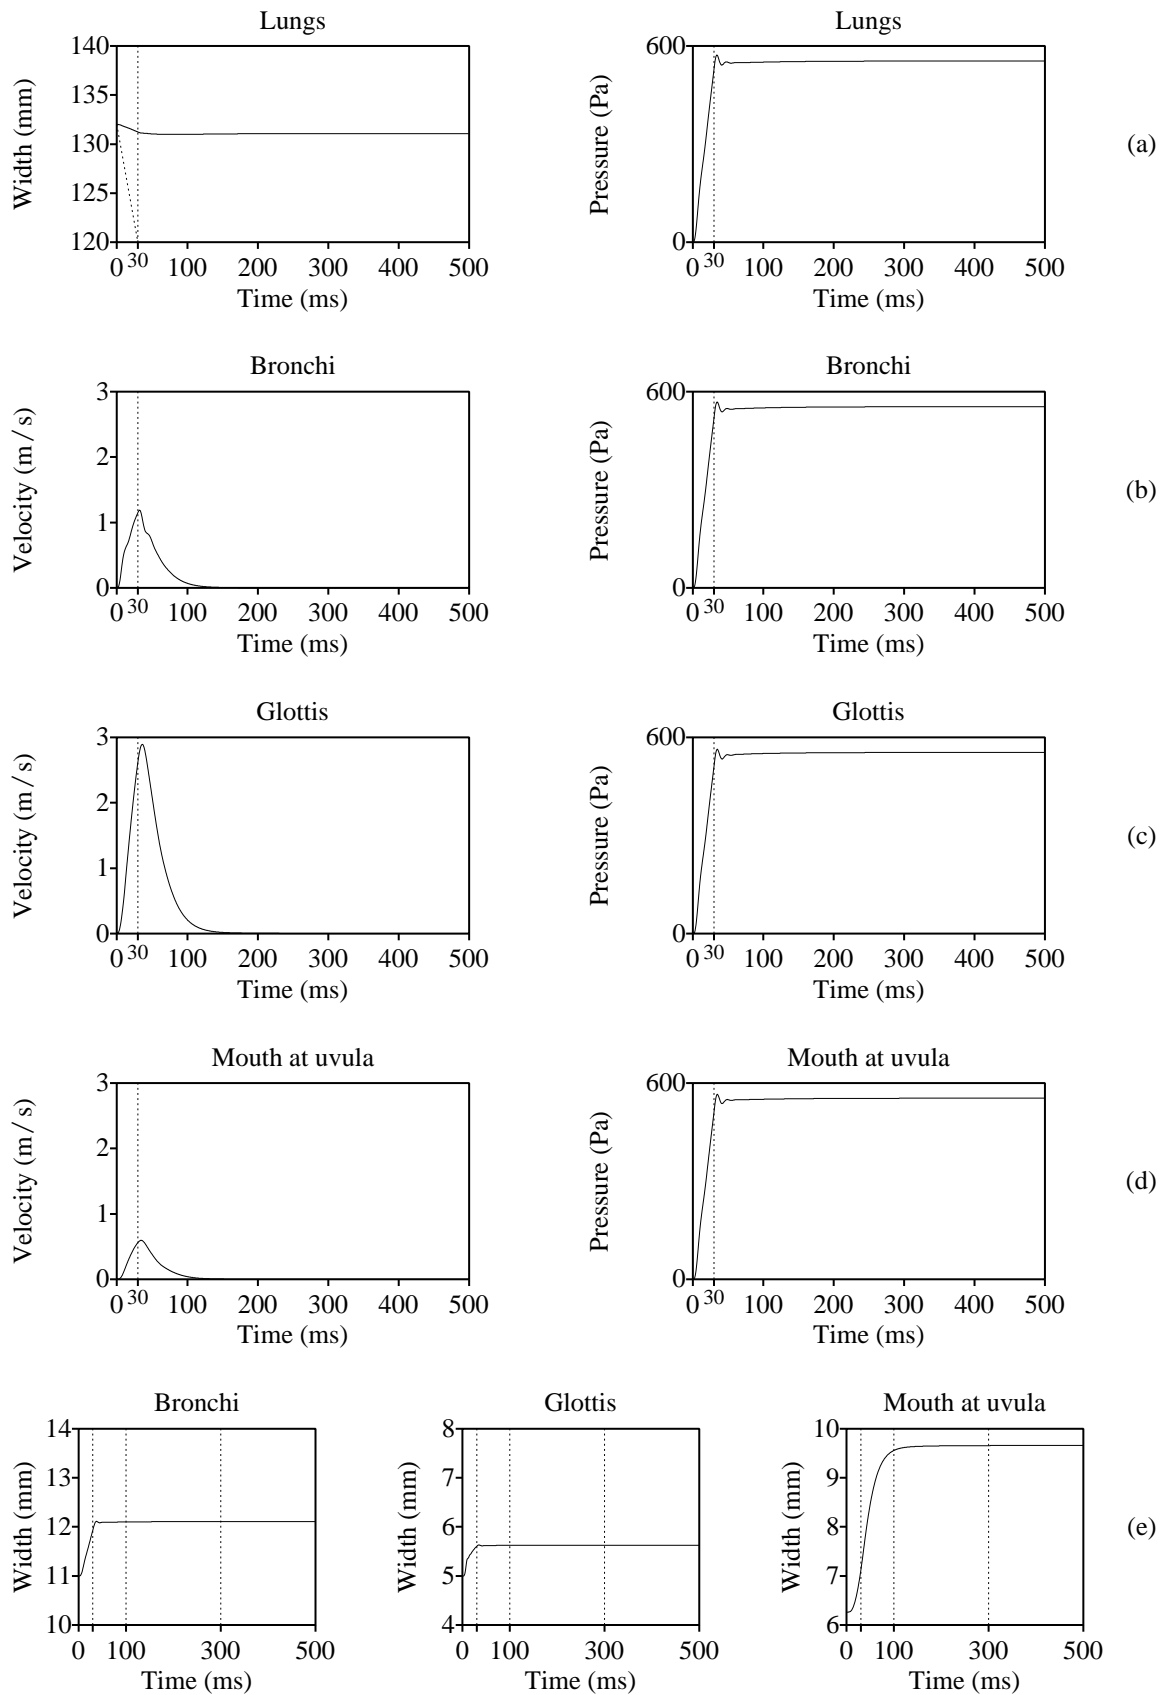 Lungs
Lungs
Width (mm)
140
135
130
125
120
0 30 100 200 300 400 500
Time (ms)
Pressure (Pa)
600
0
0 30 100 200 300 400 500
Time (ms)
(a)
Bronchi
Bronchi
Velocity (m/s)
3
2
1
0
0 30 100 200 300 400 500
Time (ms)
Pressure (Pa)
600
0
0 30 100 200 300 400 500
Time (ms)
(b)
Glottis
Glottis
Velocity (m/s)
3
2
1
0
0 30 100 200 300 400 500
Time (ms)
Pressure (Pa)
600
0
0 30 100 200 300 400 500
Time (ms)
(c)
Mouth at uvula
Mouth at uvula
Velocity (m/s)
3
2
1
0
0 30 100 200 300 400 500
Time (ms)
Pressure (Pa)
600
0
0 30 100 200 300 400 500
Time (ms)
(d)
Bronchi
Width (mm)
14
13
12
11
10
0 100 300 500
Time (ms)
Glottis
Width (mm)
8
7
6
5
4
0 100 300 500
Time (ms)
Mouth at uvula
Width (mm)
10
9
8
7
6
0 100 300 500
Time (ms)
(e)